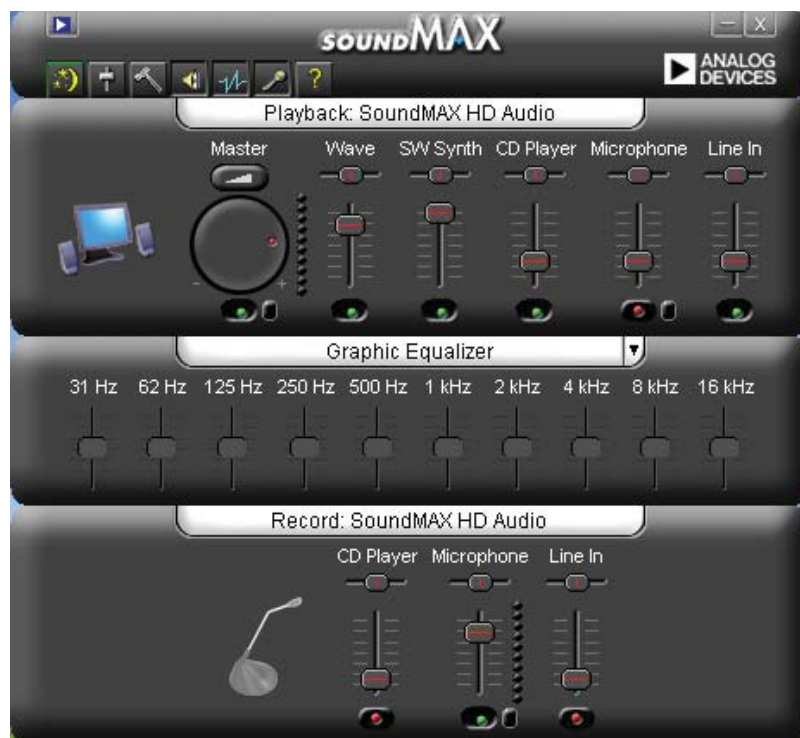 SOUNDMAX
ANALOG
DEVICES
?
Playback: SoundMAX HD Audio
Master Wave SW Synth CD Player Microphone Line In
- +
Graphic Equalizer
31 Hz 62 Hz 125 Hz 250 Hz 500 Hz 1 kHz 2 kHz 4 kHz 8 kHz 16 kHz
Record: SoundMAX HD Audio
CD Player Microphone Line In